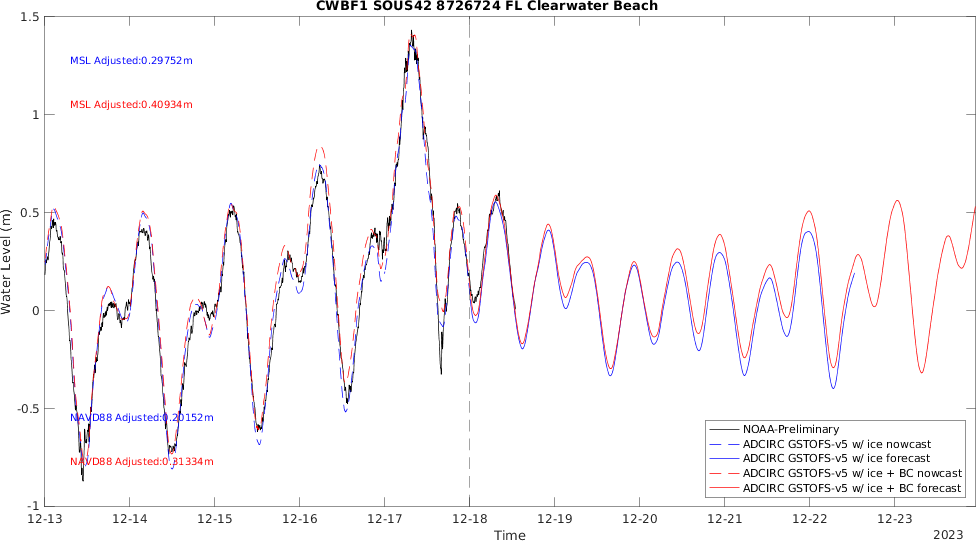 CWBF1 SOUS42 8726724 FL Clearwater Beach
1.5
1
0.5
0
-0.5
-1
Water Level (m)
MSL Adjusted:0.29752m
MSL Adjusted:0.40934m
NAVD88 Adjusted:0.20152m
NAVD88 Adjusted:0.31334m
NOAA-Preliminary
ADCIRC GSTOFS-v5 w/ ice nowcast
ADCIRC GSTOFS-v5 w/ ice forecast
ADCIRC GSTOFS-v5 w/ ice + BC nowcast
ADCIRC GSTOFS-v5 w/ ice + BC forecast
12-13 12-14 12-15 12-16 12-17 12-18 12-19 12-20 12-21 12-22 12-23
Time
2023